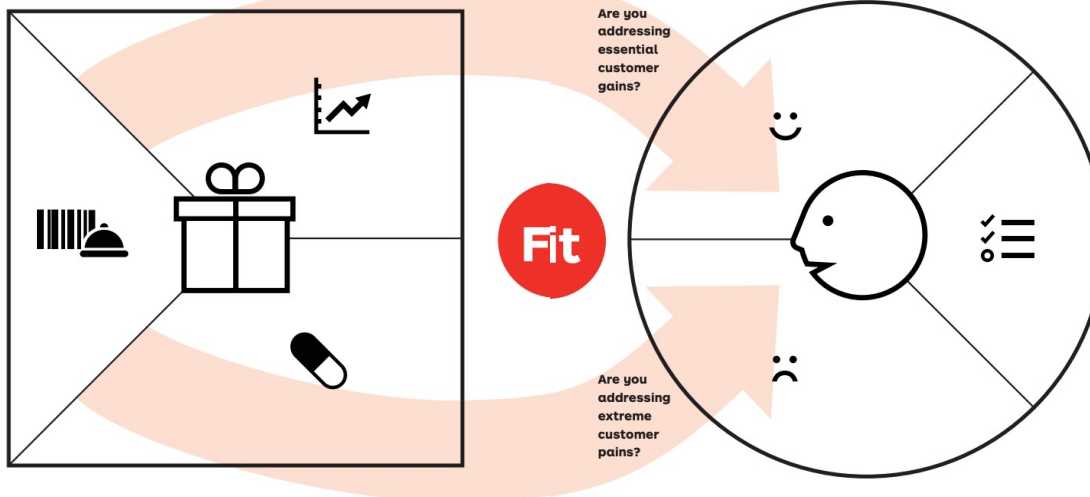 Are you
addressing
essential
customer
gains?
Fit
Are you
addressing
extreme
customer
pains?